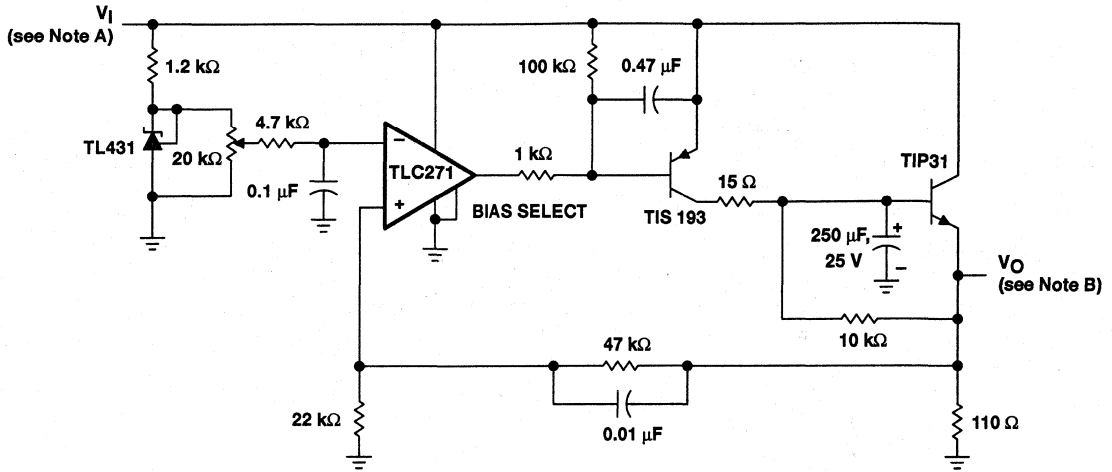 VI
(see Note A)
1.2 kΩ
TL431
20 kΩ
4.7 kΩ
0.1 μF
−
TLC271
+
BIAS SELECT
1 kΩ
100 kΩ
0.47 μF
TIS 193
15 Ω
TIP31
250 μF,
25 V
+
−
VO
(see Note B)
10 kΩ
47 kΩ
0.01 μF
22 kΩ
110 Ω